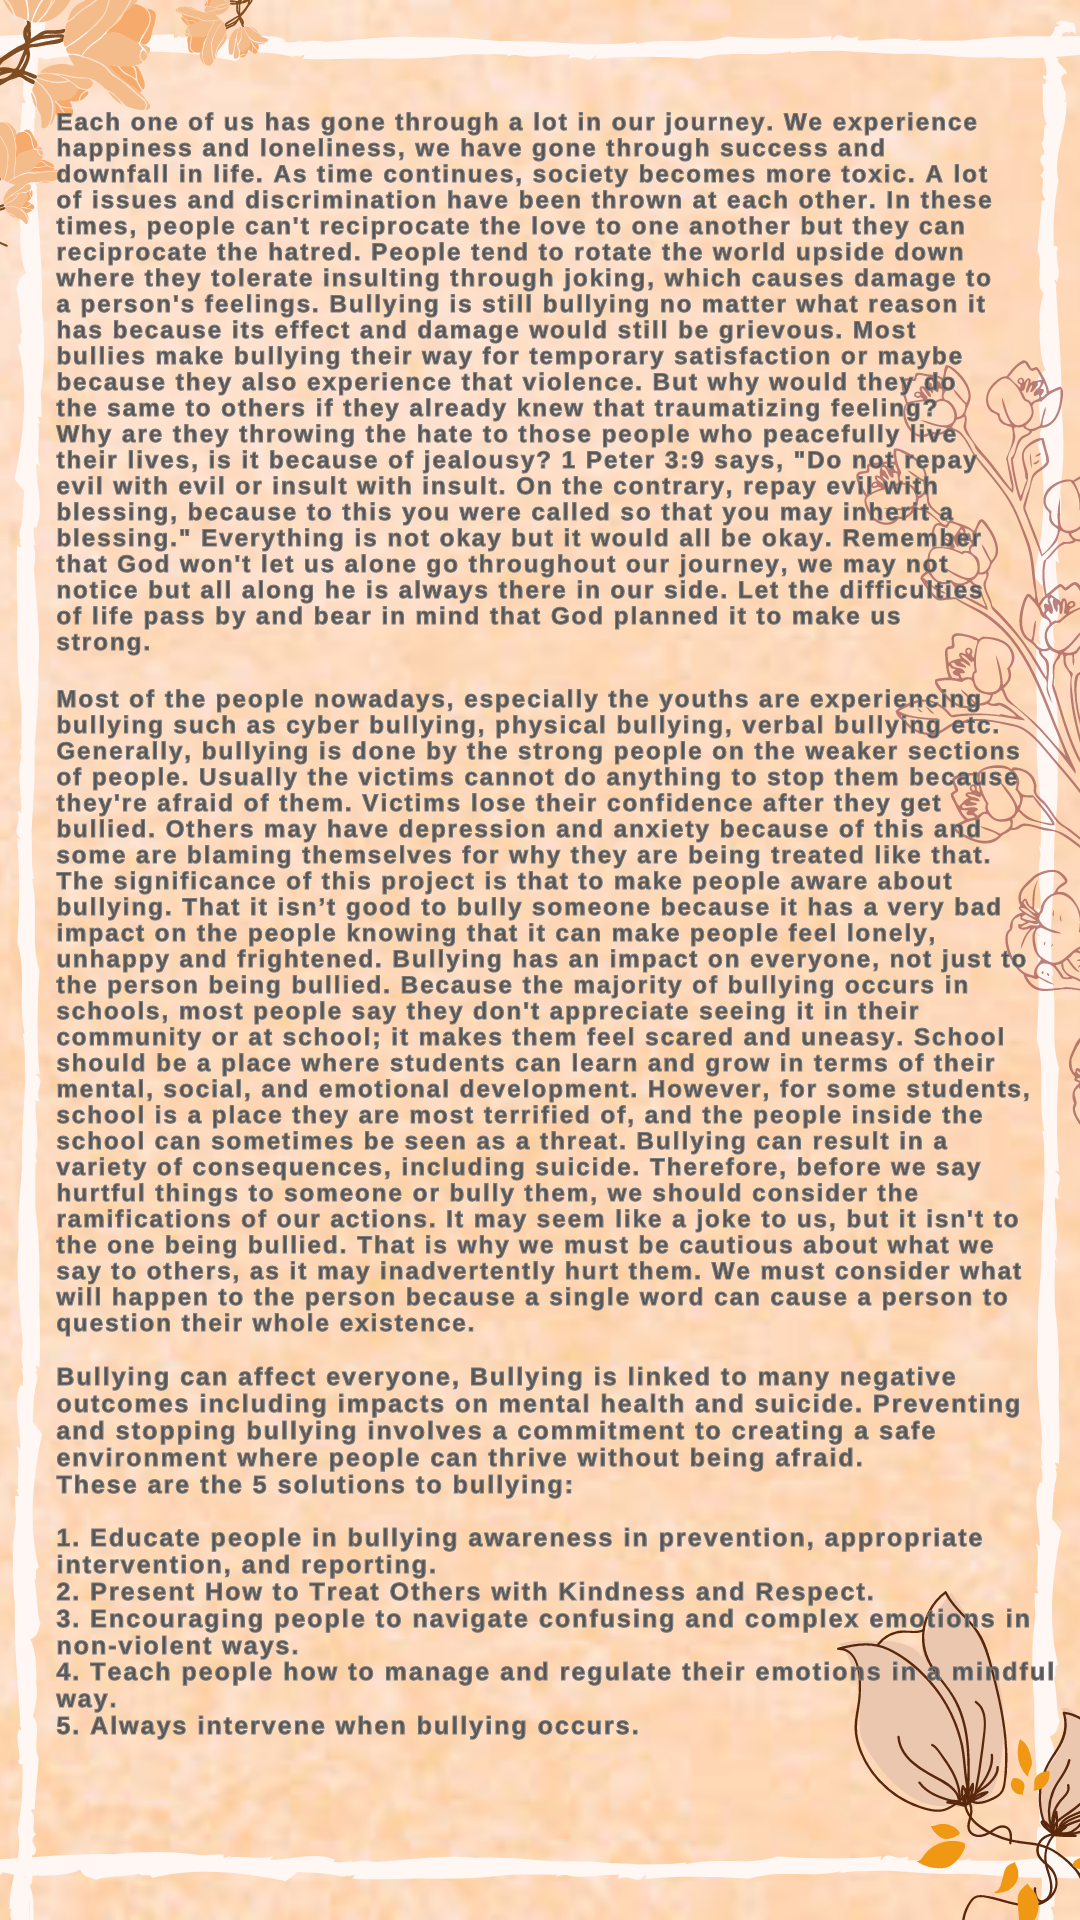 Each one of us has gone through a lot in our journey. We experience
happiness and loneliness, we have gone through success and
downfall in life. As time continues, society becomes more toxic. A lot
of issues and discrimination have been thrown at each other. In these
times, people can't reciprocate the love to one another but they can
reciprocate the hatred. People tend to rotate the world upside down
where they tolerate insulting through joking, which causes damage to
a person's feelings. Bullying is still bullying no matter what reason it
has because its effect and damage would still be grievous. Most
bullies make bullying their way for temporary satisfaction or maybe
because they also experience that violence. But why would they do
the same to others if they already knew that traumatizing feeling?
Why are they throwing the hate to those people who peacefully live
their lives, is it because of jealousy? 1 Peter 3:9 says, "Do not repay
evil with evil or insult with insult. On the contrary, repay evil with
blessing, because to this you were called so that you may inherit a
blessing." Everything is not okay but it would all be okay. Remember
that God won't let us alone go throughout our journey, we may not
notice but all along he is always there in our side. Let the difficulties
of life pass by and bear in mind that God planned it to make us
strong.
Most of the people nowadays, especially the youths are experiencing
bullying such as cyber bullying, physical bullying, verbal bullying etc.
Generally, bullying is done by the strong people on the weaker sections
of people. Usually the victims cannot do anything to stop them because
they're afraid of them. Victims lose their confidence after they get
bullied. Others may have depression and anxiety because of this and
some are blaming themselves for why they are being treated like that.
The significance of this project is that to make people aware about
bullying. That it isn’t good to bully someone because it has a very bad
impact on the people knowing that it can make people feel lonely,
unhappy and frightened. Bullying has an impact on everyone, not just to
the person being bullied. Because the majority of bullying occurs in
schools, most people say they don't appreciate seeing it in their
community or at school; it makes them feel scared and uneasy. School
should be a place where students can learn and grow in terms of their
mental, social, and emotional development. However, for some students,
school is a place they are most terrified of, and the people inside the
school can sometimes be seen as a threat. Bullying can result in a
variety of consequences, including suicide. Therefore, before we say
hurtful things to someone or bully them, we should consider the
ramifications of our actions. It may seem like a joke to us, but it isn't to
the one being bullied. That is why we must be cautious about what we
say to others, as it may inadvertently hurt them. We must consider what
will happen to the person because a single word can cause a person to
question their whole existence.
Bullying can affect everyone, Bullying is linked to many negative
outcomes including impacts on mental health and suicide. Preventing
and stopping bullying involves a commitment to creating a safe
environment where people can thrive without being afraid.
These are the 5 solutions to bullying:
1. Educate people in bullying awareness in prevention, appropriate
intervention, and reporting.
2. Present How to Treat Others with Kindness and Respect.
3. Encouraging people to navigate confusing and complex emotions in
non-violent ways.
4. Teach people how to manage and regulate their emotions in a mindful
way.
5. Always intervene when bullying occurs.